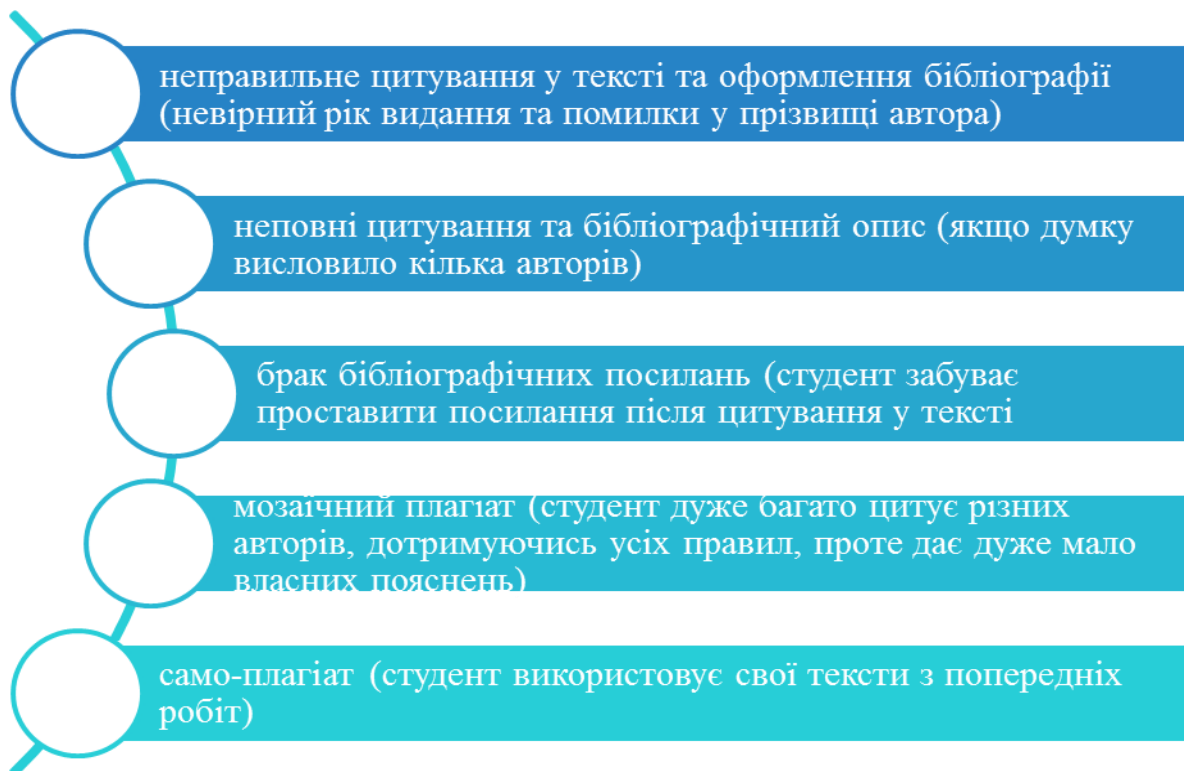 неправильне цитування у тексті та оформлення бібліографії
(невірний рік видання та помилки у прізвищі автора)
неповні цитування та бібліографічний опис (якщо думку
висловило кілька авторів)
брак бібліографічних посилань (студент забуває
проставити посилання після цитування у тексті
мозаїчний плагіат (студент дуже багато цитує різних
авторів, дотримуючись усіх правил, проте дає дуже мало
власних пояснень)
само-плагіат (студент використовує свої тексти з попередніх
робіт)